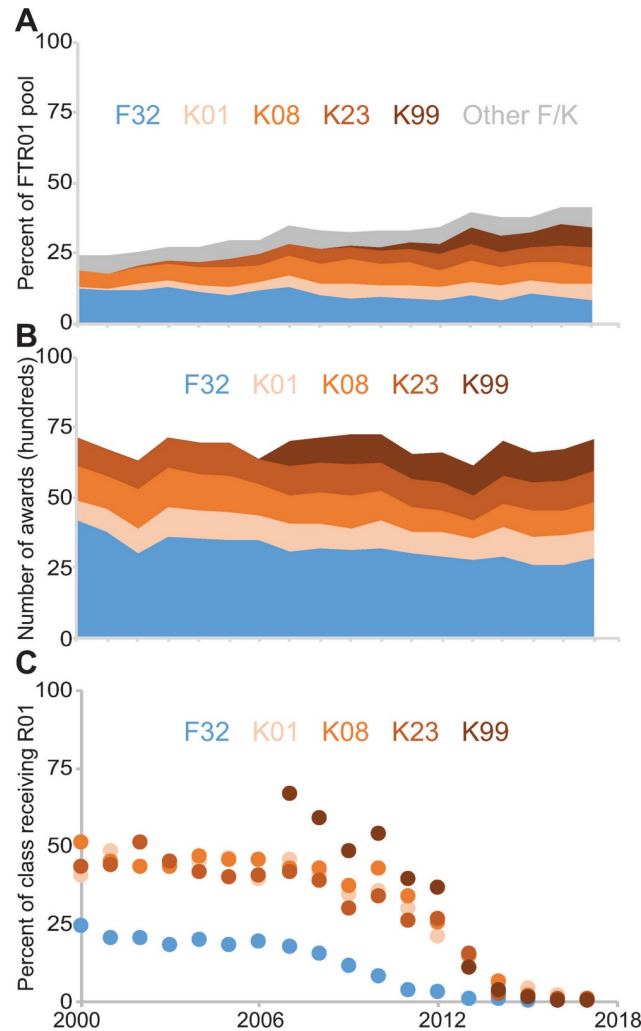 A
100
75
50
25
0
Percent of FTR01 pool
F32 K01 K08 K23 K99 Other F/K
B
100
75
50
25
0
Number of awards (hundreds)
F32 K01 K08 K23 K99
C
100
75
50
25
0
Percent of class receiving R01
F32 K01 K08 K23 K99
2000 2006 2012 2018